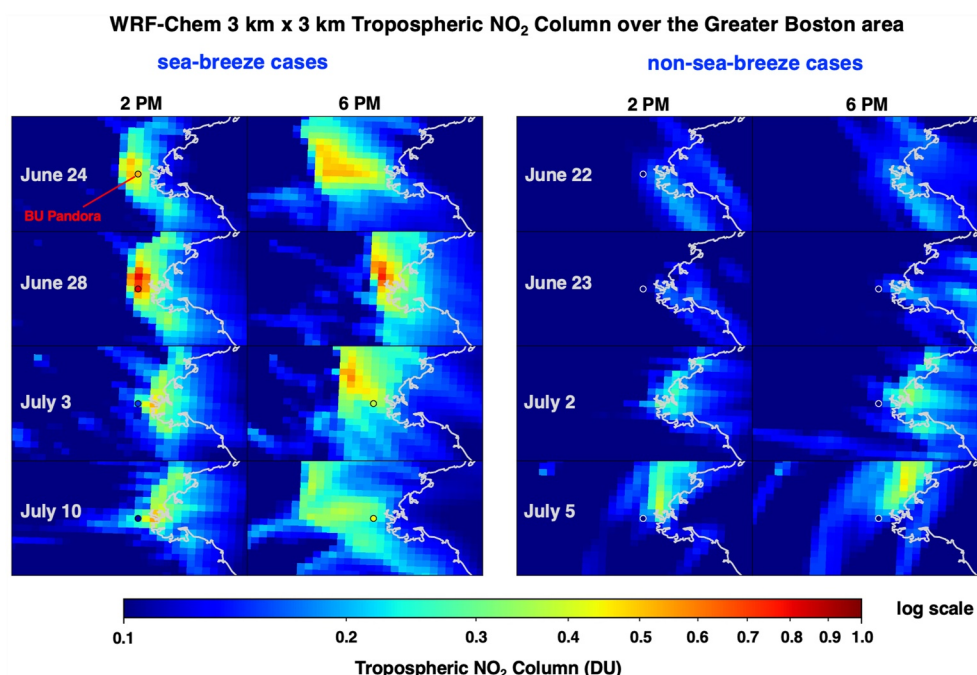 WRF-Chem 3 km x 3 km Tropospheric NO₂ Column over the Greater Boston area
sea-breeze cases
non-sea-breeze cases
2 PM
6 PM
2 PM
6 PM
June 24
BU Pandora
June 22
June 28
June 23
July 3
July 2
July 10
July 5
log scale
0.1 0.2 0.3 0.4 0.5 0.6 0.7 0.8 0.9 1.0
Tropospheric NO₂ Column (DU)